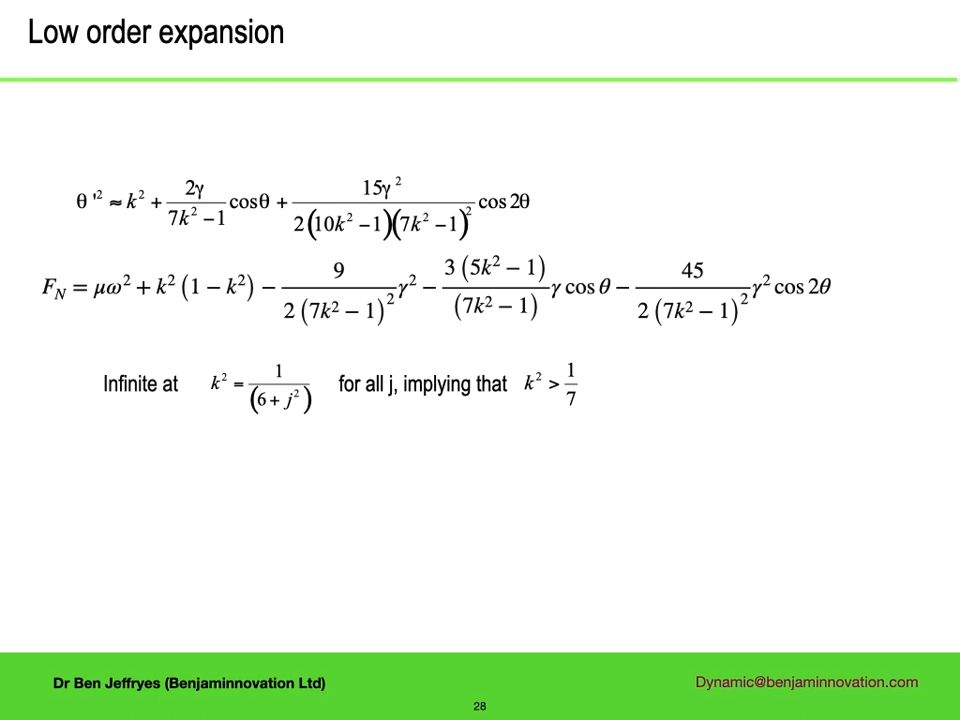 Low order expansion
θ '² ≈ k² + 2γ / (7k² − 1) cosθ + 15γ² / (2(10k² − 1)(7k² − 1)²) cos 2θ
F_N = μω² + k² (1 − k²) − 9 / (2 (7k² − 1)²) γ² − 3 (5k² − 1) / (7k² − 1) γ cos θ − 45 / (2 (7k² − 1)²) γ² cos 2θ
Infinite at k² = 1 / (6 + j²) for all j, implying that k² > 1/7
Dr Ben Jeffryes (Benjaminnovation Ltd) Dynamic@benjaminnovation.com
28